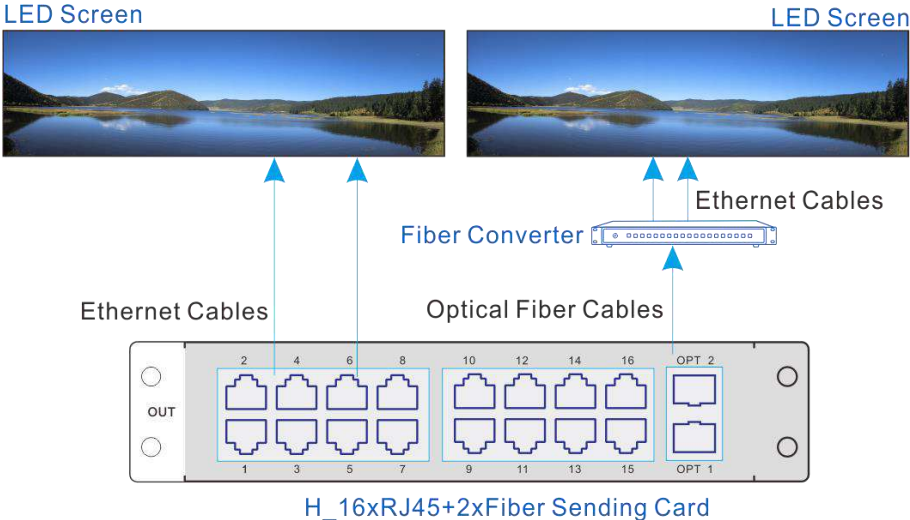 LED Screen
LED Screen
Ethernet Cables
Fiber Converter
Ethernet Cables
Optical Fiber Cables
2 4 6 8 10 12 14 16 OPT 2
OUT
1 3 5 7 9 11 13 15 OPT 1
H_16xRJ45+2xFiber Sending Card